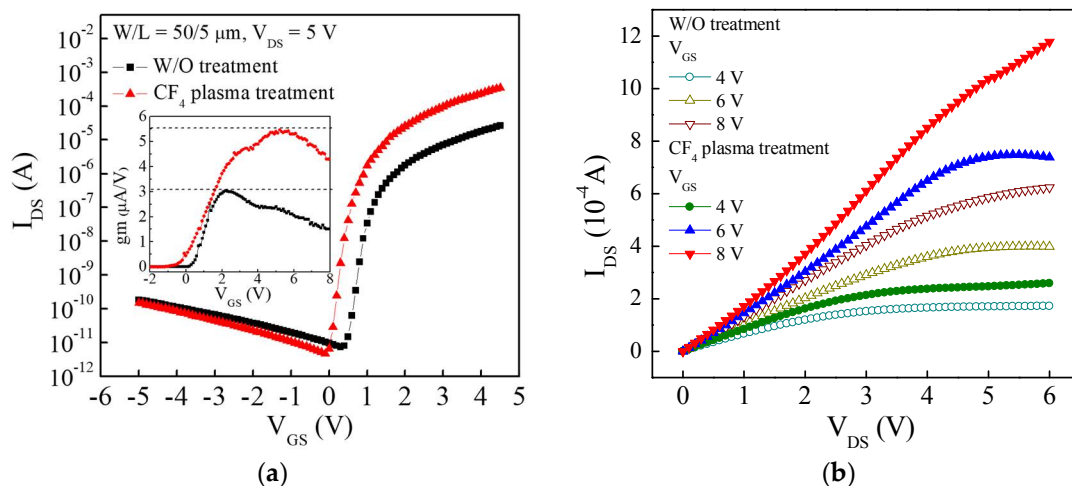 W/L = 50/5 μm, V_DS = 5 V
W/O treatment
CF4 plasma treatment
10^-2
10^-3
10^-4
10^-5
10^-6
10^-7
10^-8
10^-9
10^-10
10^-11
10^-12
I_DS (A)
6
5
4
3
2
1
0
gm (μA/V)
-2 0 2 4 6 8
V_GS (V)
-6 -5 -4 -3 -2 -1 0 1 2 3 4 5
V_GS (V)
(a)
W/O treatment
V_GS
4 V
6 V
8 V
CF4 plasma treatment
V_GS
4 V
6 V
8 V
12
10
8
6
4
2
0
I_DS (10^-4 A)
0 1 2 3 4 5 6
V_DS (V)
(b)